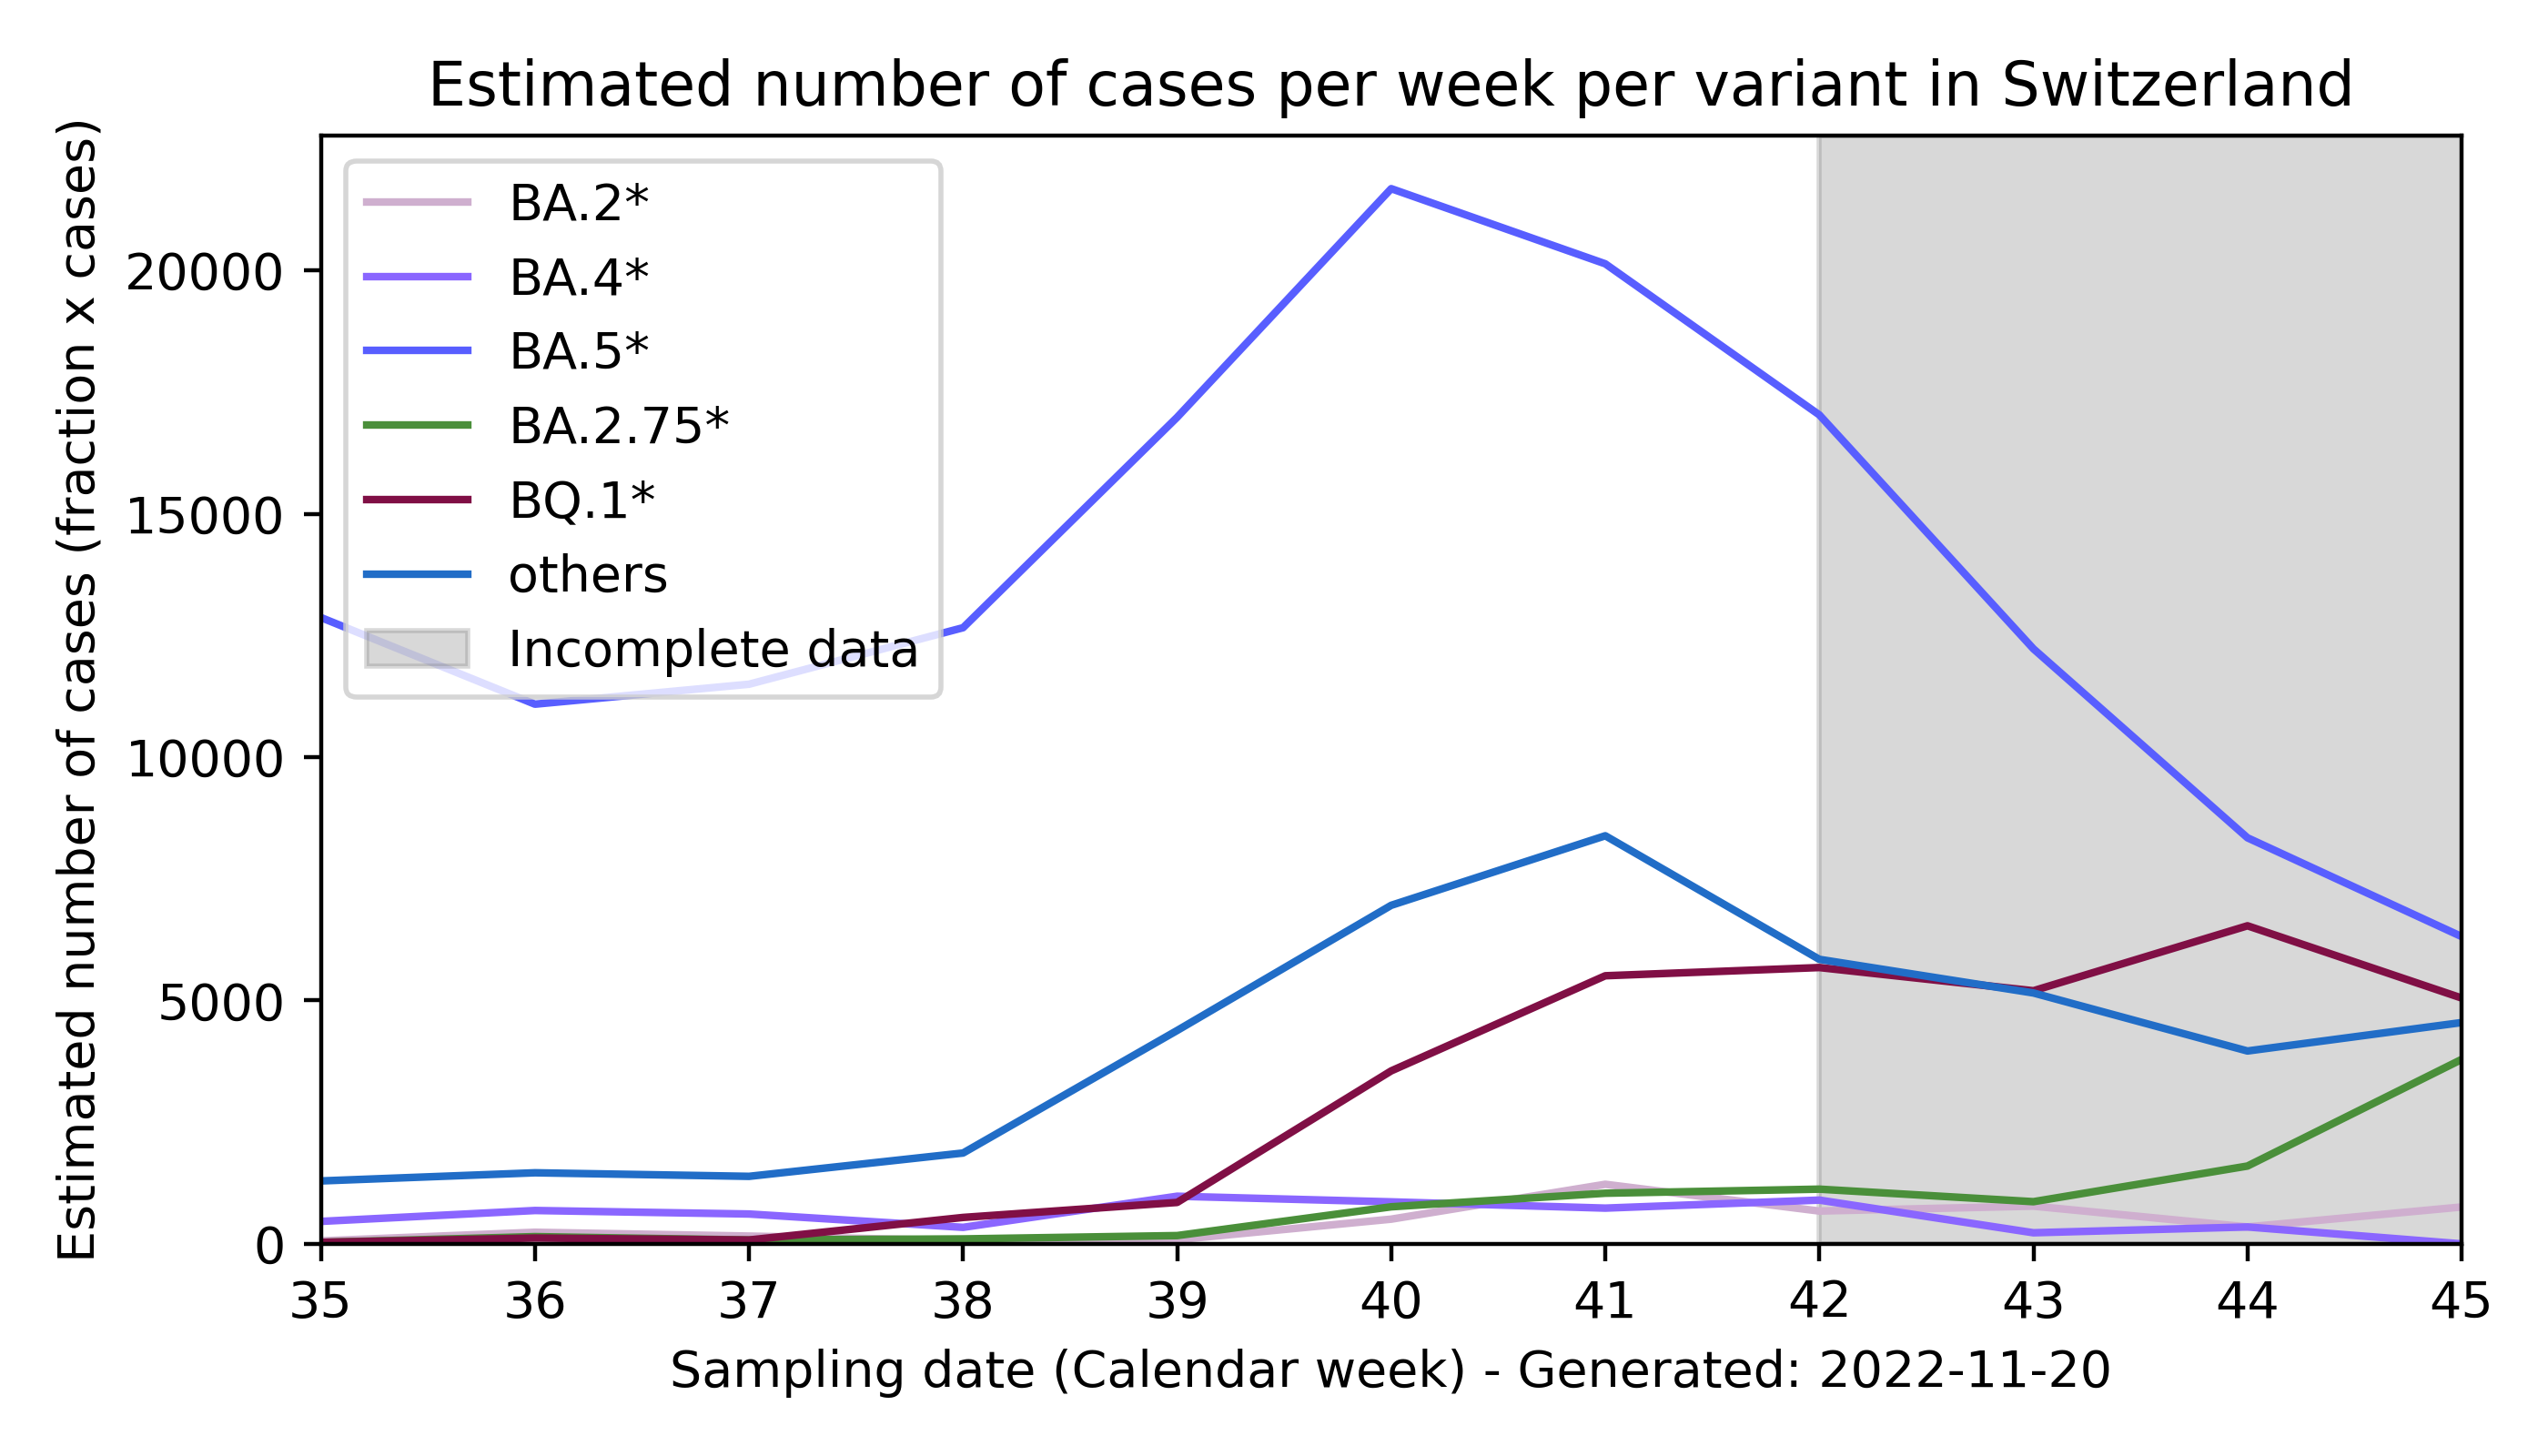 Estimated number of cases per week per variant in Switzerland
Estimated number of cases (fraction x cases)
20000
15000
10000
5000
0
BA.2*
BA.4*
BA.5*
BA.2.75*
BQ.1*
others
Incomplete data
35 36 37 38 39 40 41 42 43 44 45
Sampling date (Calendar week) - Generated: 2022-11-20